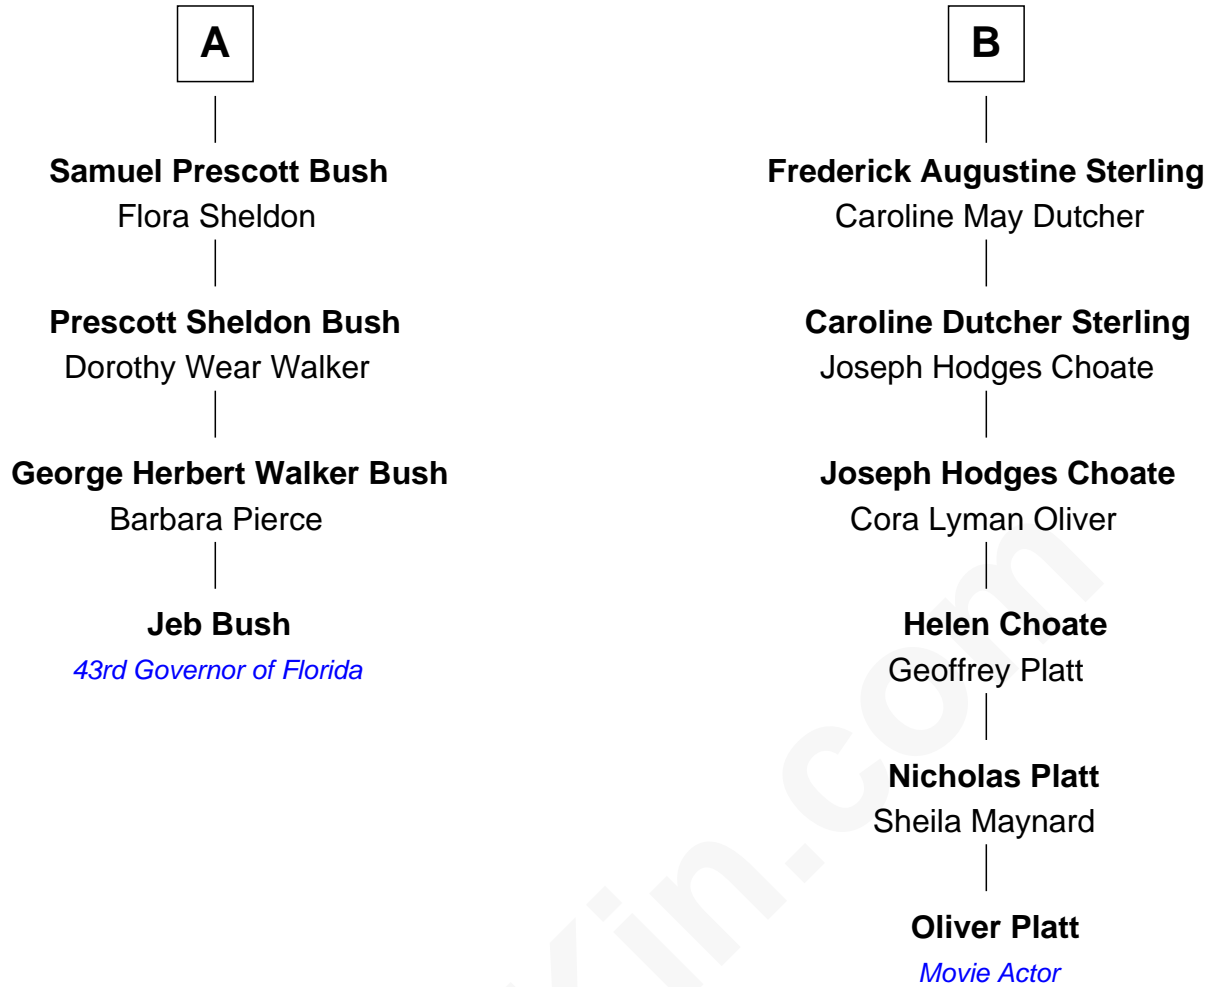 A
Samuel Prescott Bush
Flora Sheldon
Prescott Sheldon Bush
Dorothy Wear Walker
George Herbert Walker Bush
Barbara Pierce
Jeb Bush
43rd Governor of Florida
B
Frederick Augustine Sterling
Caroline May Dutcher
Caroline Dutcher Sterling
Joseph Hodges Choate
Joseph Hodges Choate
Cora Lyman Oliver
Helen Choate
Geoffrey Platt
Nicholas Platt
Sheila Maynard
Oliver Platt
Movie Actor
Kin.com